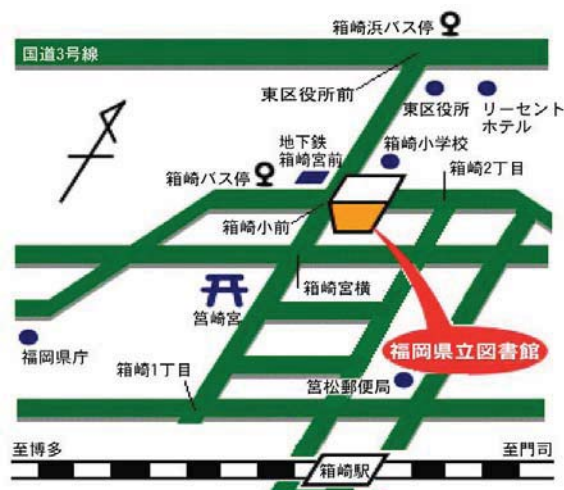 箱崎浜バス停
国道3号線
東区役所前
東区役所
リーセント
ホテル
地下鉄
箱崎宮前
箱崎小学校
箱崎バス停
箱崎2丁目
箱崎小前
箱崎宮横
筥崎宮
福岡県庁
福岡県立図書館
箱崎1丁目
筥松郵便局
至博多
至門司
箱崎駅